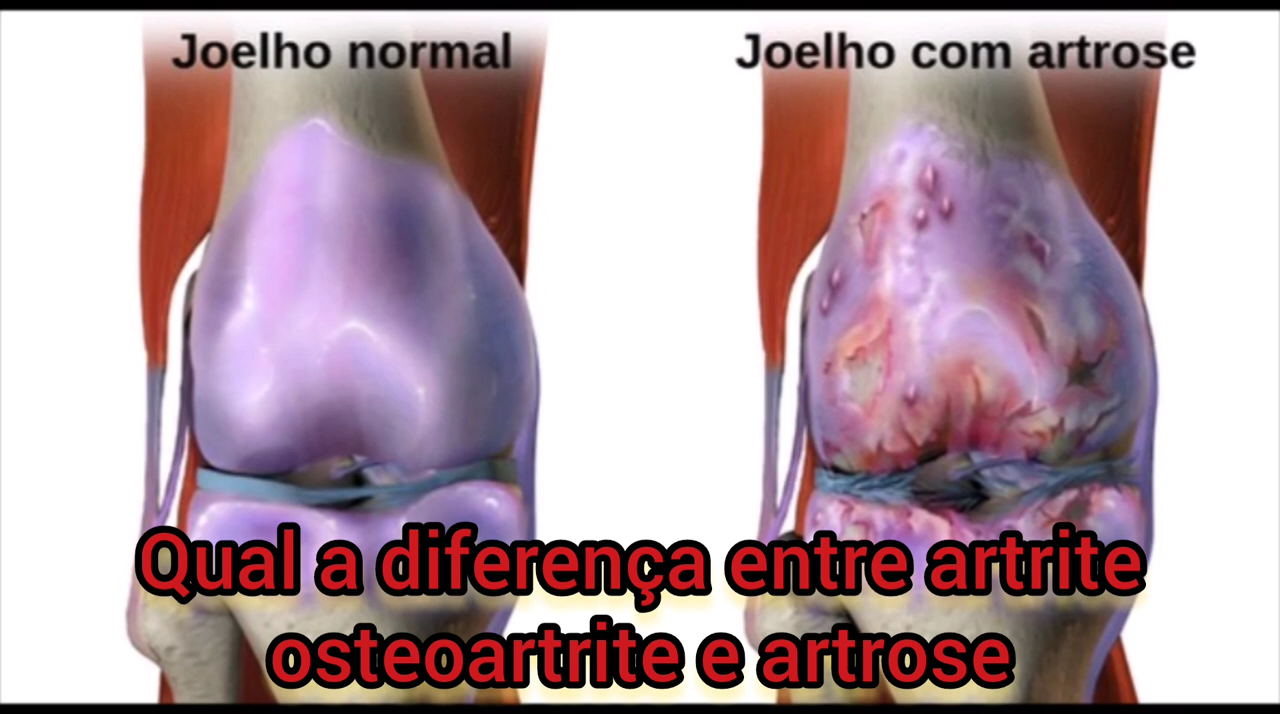 Joelho normal
Joelho com artrose
Qual a diferença entre artrite
osteoartrite e artrose